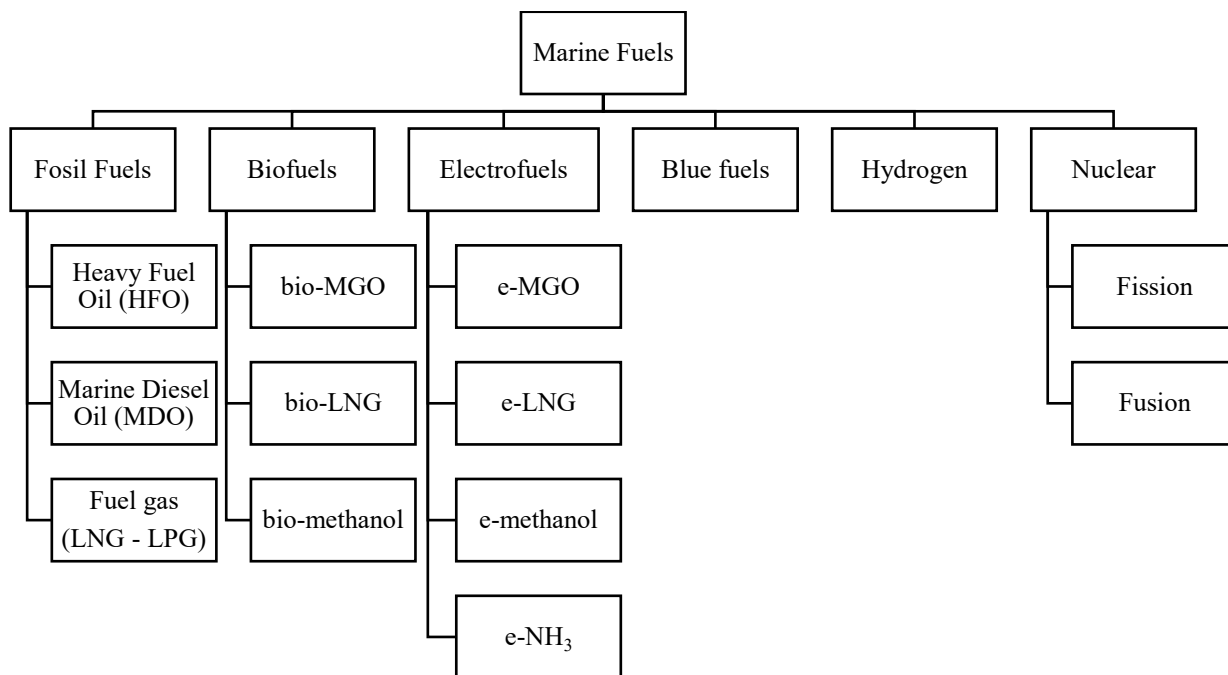 Marine Fuels
Fosil Fuels
Biofuels
Electrofuels
Blue fuels
Hydrogen
Nuclear
Heavy Fuel
Oil (HFO)
bio-MGO
e-MGO
Fission
Marine Diesel
Oil (MDO)
bio-LNG
e-LNG
Fusion
Fuel gas
(LNG - LPG)
bio-methanol
e-methanol
e-NH₃